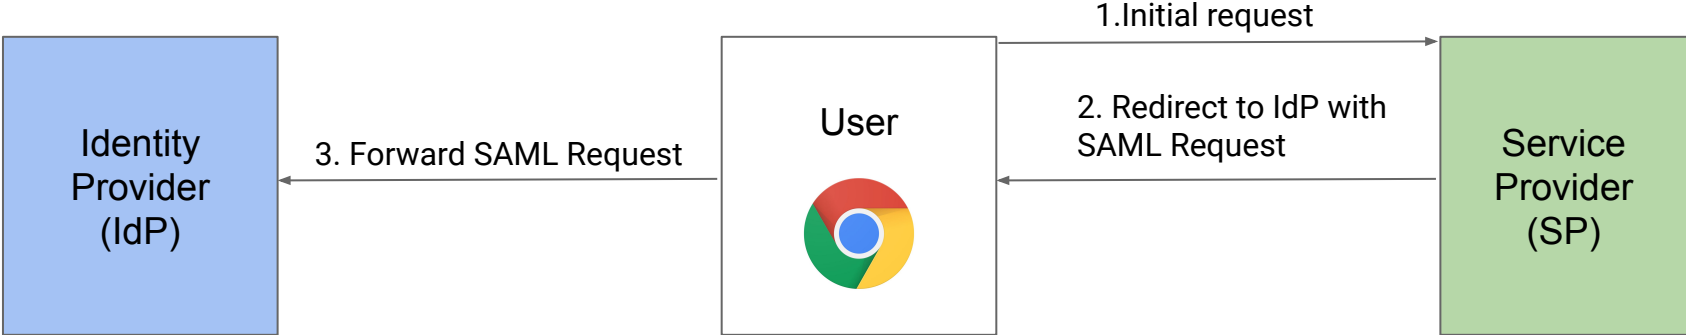 1.Initial request
Identity
Provider
(IdP)
3. Forward SAML Request
User
2. Redirect to IdP with
SAML Request
Service
Provider
(SP)